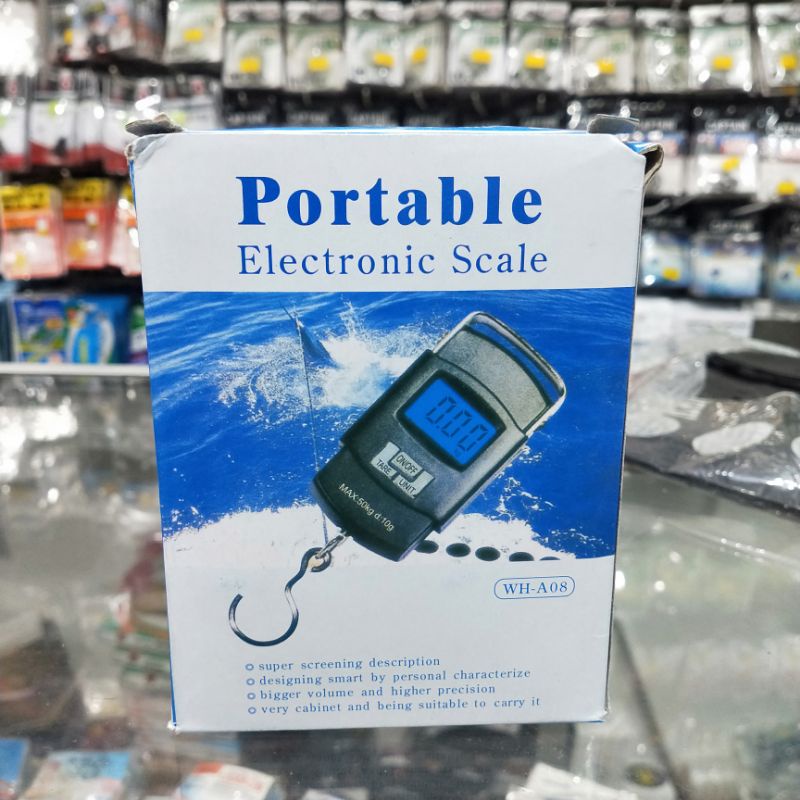 Portable
Electronic Scale
0.00
ON/OFF
TARE UNIT
MAX:50kg d:10g
WH-A08
super screening description
designing smart by personal characterize
bigger volume and higher precision
very cabinet and being suitable to carry it